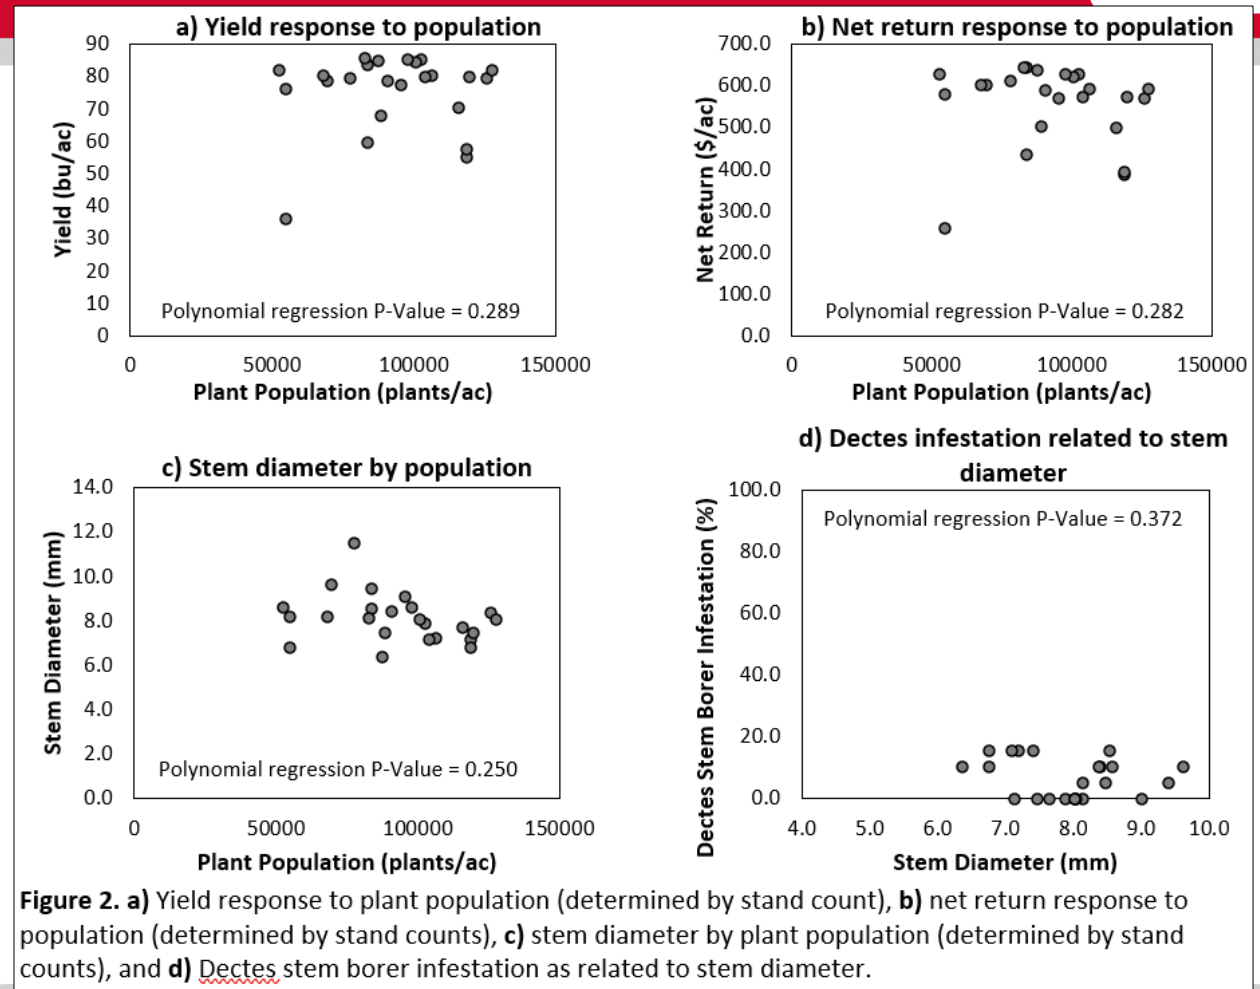 a) Yield response to population
90
80
70
60
50
40
30
20
10
0
Yield (bu/ac)
Polynomial regression P-Value = 0.289
0 50000 100000 150000
Plant Population (plants/ac)
b) Net return response to population
700.0
600.0
500.0
400.0
300.0
200.0
100.0
0.0
Net Return ($/ac)
Polynomial regression P-Value = 0.282
0 50000 100000 150000
Plant Population (plants/ac)
c) Stem diameter by population
14.0
12.0
10.0
8.0
6.0
4.0
2.0
0.0
Stem Diameter (mm)
Polynomial regression P-Value = 0.250
0 50000 100000 150000
Plant Population (plants/ac)
d) Dectes infestation related to stem
diameter
100.0
80.0
60.0
40.0
20.0
0.0
Dectes Stem Borer Infestation (%)
Polynomial regression P-Value = 0.372
4.0 5.0 6.0 7.0 8.0 9.0 10.0
Stem Diameter (mm)
Figure 2. a) Yield response to plant population (determined by stand count), b) net return response to
population (determined by stand counts), c) stem diameter by plant population (determined by stand
counts), and d) Dectes stem borer infestation as related to stem diameter.